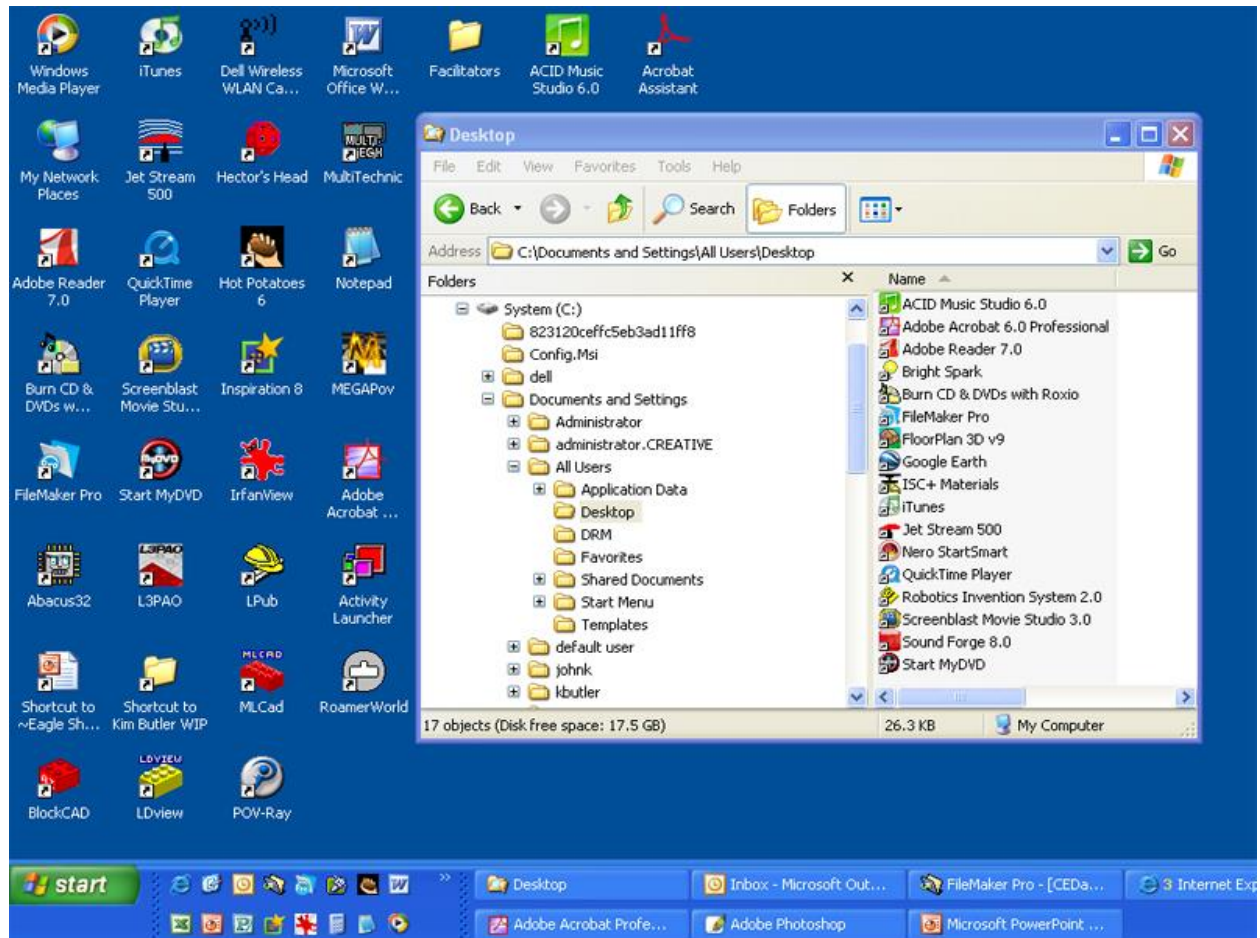 Windows
Media Player
iTunes
Dell Wireless
WLAN Ca...
Microsoft
Office W...
Facilitators
ACID Music
Studio 6.0
Acrobat
Assistant
My Network
Places
Jet Stream
500
Hector's Head
MultiTechnic
Adobe Reader
7.0
QuickTime
Player
Hot Potatoes
6
Notepad
Burn CD &
DVDs w...
Screenblast
Movie Stu...
Inspiration 8
MEGAPov
FileMaker Pro
Start MyDVD
IrfanView
Adobe
Acrobat ...
Abacus32
L3PAO
L3PAO
LPub
Activity
Launcher
Shortcut to
~Eagle Sh...
Shortcut to
Kim Butler WIP
MLCAD
MLCad
RoamerWorld
BlockCAD
LDVIEW
LDview
POV-Ray
Desktop
File Edit View Favorites Tools Help
Back Search Folders
Address C:\Documents and Settings\All Users\Desktop Go
Folders
System (C:)
823120ceffc5eb3ad11ff8
Config.Msi
dell
Documents and Settings
Administrator
administrator.CREATIVE
All Users
Application Data
Desktop
DRM
Favorites
Shared Documents
Start Menu
Templates
default user
johnk
kbutler
Name
ACID Music Studio 6.0
Adobe Acrobat 6.0 Professional
Adobe Reader 7.0
Bright Spark
Burn CD & DVDs with Roxio
FileMaker Pro
FloorPlan 3D v9
Google Earth
ISC+ Materials
iTunes
Jet Stream 500
Nero StartSmart
QuickTime Player
Robotics Invention System 2.0
Screenblast Movie Studio 3.0
Sound Forge 8.0
Start MyDVD
17 objects (Disk free space: 17.5 GB) 26.3 KB My Computer
start
Desktop
Inbox - Microsoft Out...
FileMaker Pro - [CEDa...
3 Internet Exp
Adobe Acrobat Profe...
Adobe Photoshop
Microsoft PowerPoint ...